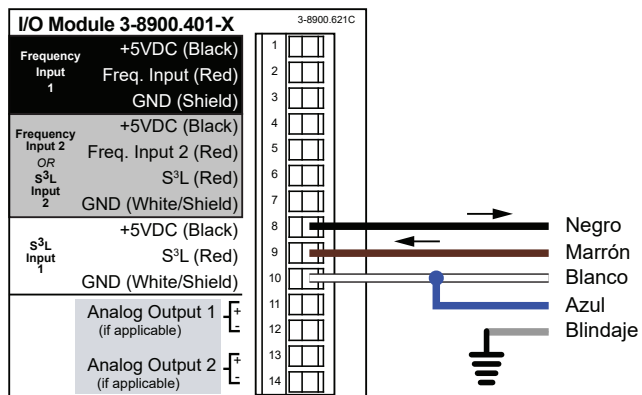 I/O Module 3-8900.401-X
3-8900.621C
Frequency
Input
1
+5VDC (Black)
Freq. Input (Red)
GND (Shield)
Frequency
Input 2
OR
S³L
Input
2
+5VDC (Black)
Freq. Input 2 (Red)
S³L (Red)
GND (White/Shield)
S³L
Input
1
+5VDC (Black)
S³L (Red)
GND (White/Shield)
Analog Output 1
(if applicable)
+
-
Analog Output 2
(if applicable)
+
-
1
2
3
4
5
6
7
8
9
10
11
12
13
14
Negro
Marrón
Blanco
Azul
Blindaje